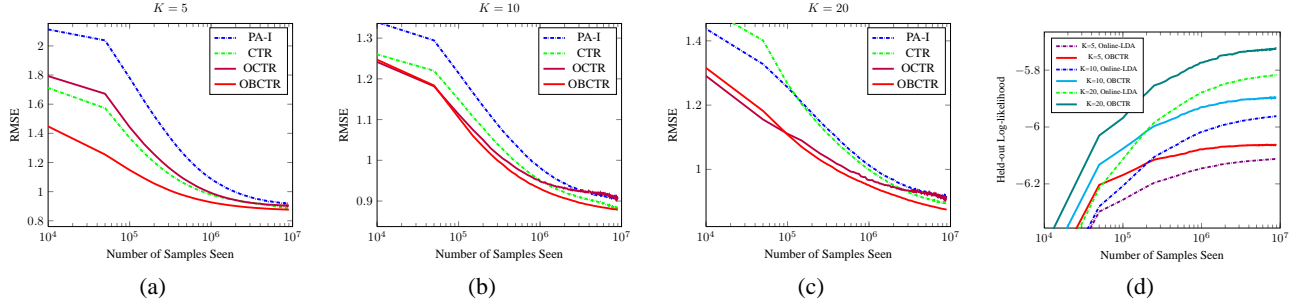 K = 5
RMSE
2
1.8
1.6
1.4
1.2
1
0.8
PA-I
CTR
OCTR
OBCTR
10^4
10^5
10^6
10^7
Number of Samples Seen
(a)
K = 10
RMSE
1.3
1.2
1.1
1
0.9
PA-I
CTR
OCTR
OBCTR
10^4
10^5
10^6
10^7
Number of Samples Seen
(b)
K = 20
RMSE
1.4
1.2
1
PA-I
CTR
OCTR
OBCTR
10^4
10^5
10^6
10^7
Number of Samples Seen
(c)
Held-out Log-likelihood
−5.8
−6
−6.2
K=5, Online-LDA
K=5, OBCTR
K=10, Online-LDA
K=10, OBCTR
K=20, Online-LDA
K=20, OBCTR
10^4
10^5
10^6
10^7
Number of Samples Seen
(d)